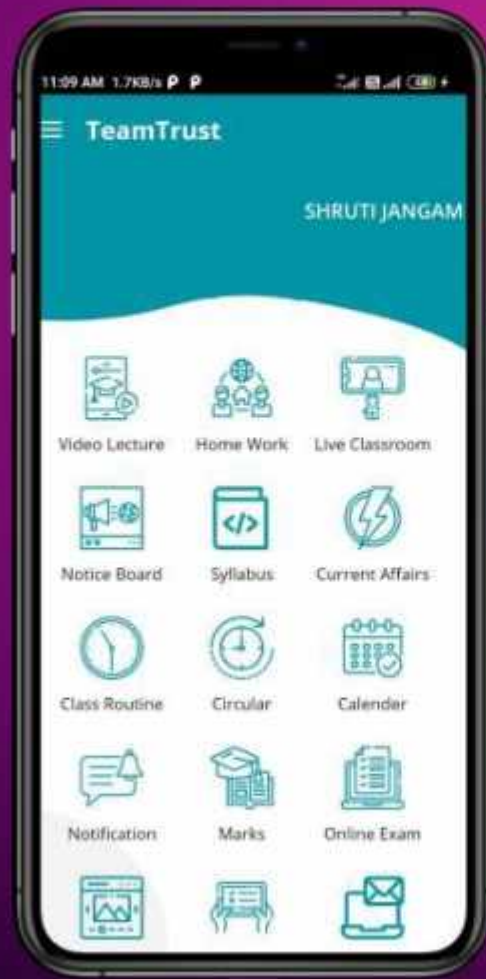 11:09 AM 1.7KB/s P P
TeamTrust
SHRUTI JANGAM
Video Lecture Home Work Live Classroom
Notice Board Syllabus Current Affairs
Class Routine Circular Calender
Notification Marks Online Exam